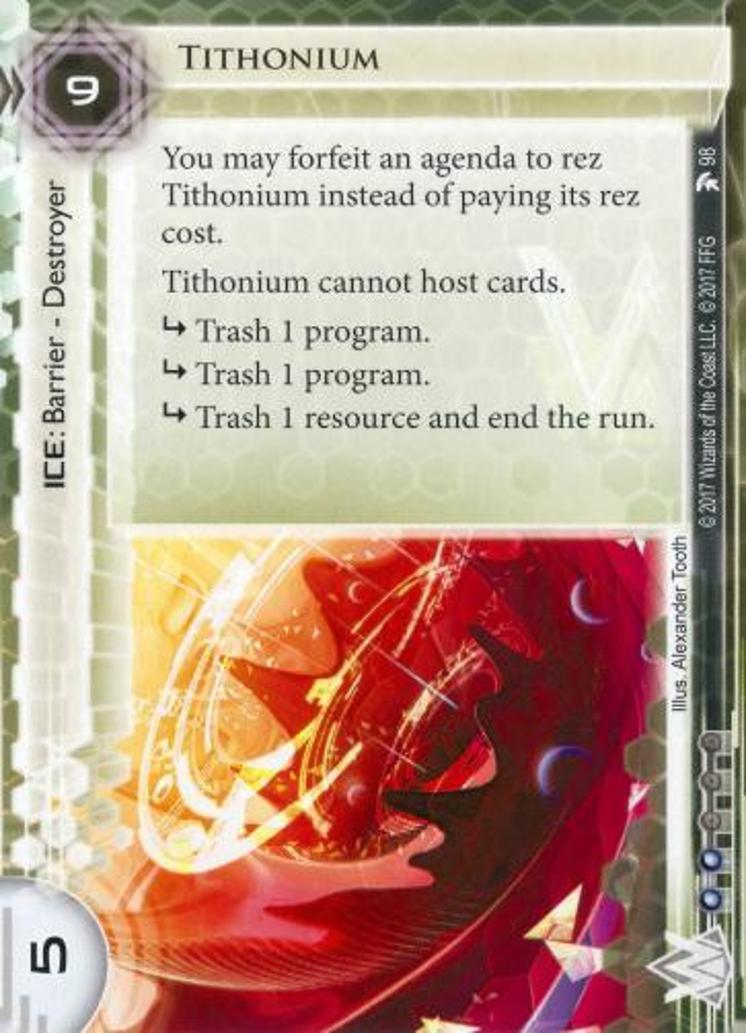 9
TITHONIUM
You may forfeit an agenda to rez
Tithonium instead of paying its rez
cost.
Tithonium cannot host cards.
↳ Trash 1 program.
↳ Trash 1 program.
↳ Trash 1 resource and end the run.
ICE: Barrier - Destroyer
5
Illus. Alexander Tooth
© 2017 Wizards of the Coast LLC. © 2017 FFG
98